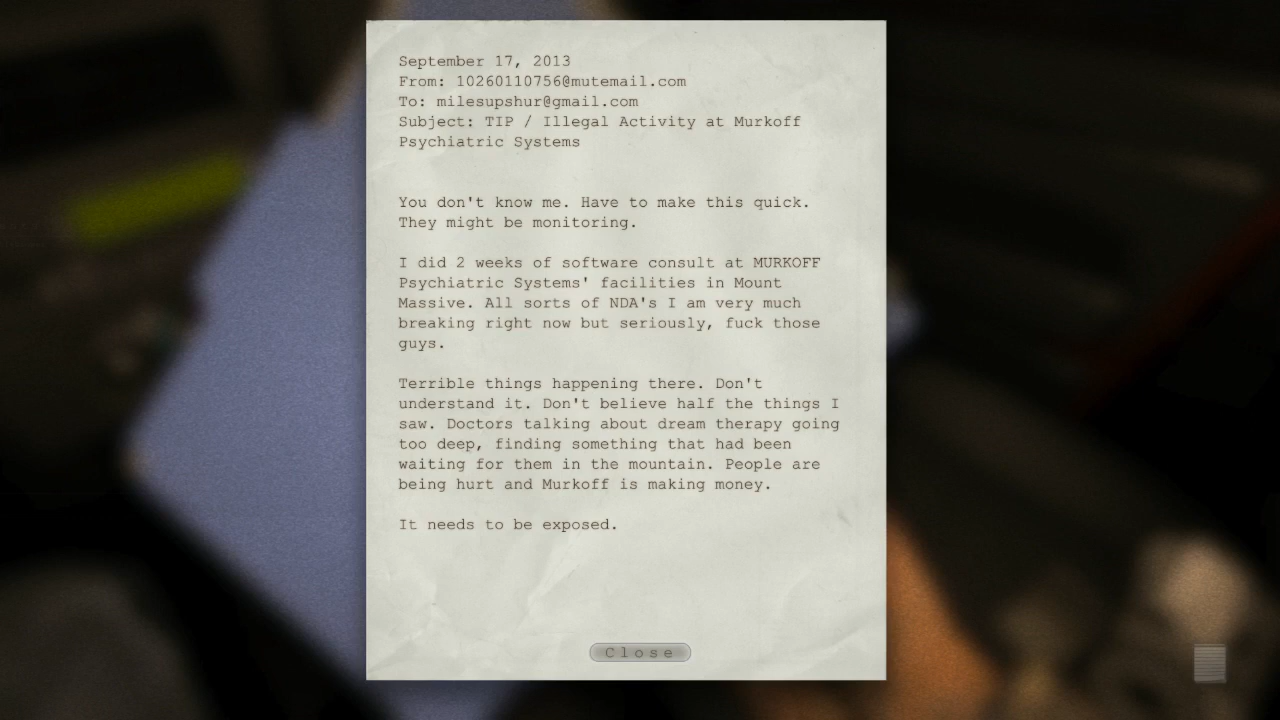 September 17, 2013
From: 10260110756@mutemail.com
To: milesupshur@gmail.com
Subject: TIP / Illegal Activity at Murkoff
Psychiatric Systems
You don't know me. Have to make this quick.
They might be monitoring.
I did 2 weeks of software consult at MURKOFF
Psychiatric Systems' facilities in Mount
Massive. All sorts of NDA's I am very much
breaking right now but seriously, fuck those
guys.
Terrible things happening there. Don't
understand it. Don't believe half the things I
saw. Doctors talking about dream therapy going
too deep, finding something that had been
waiting for them in the mountain. People are
being hurt and Murkoff is making money.
It needs to be exposed.
Close